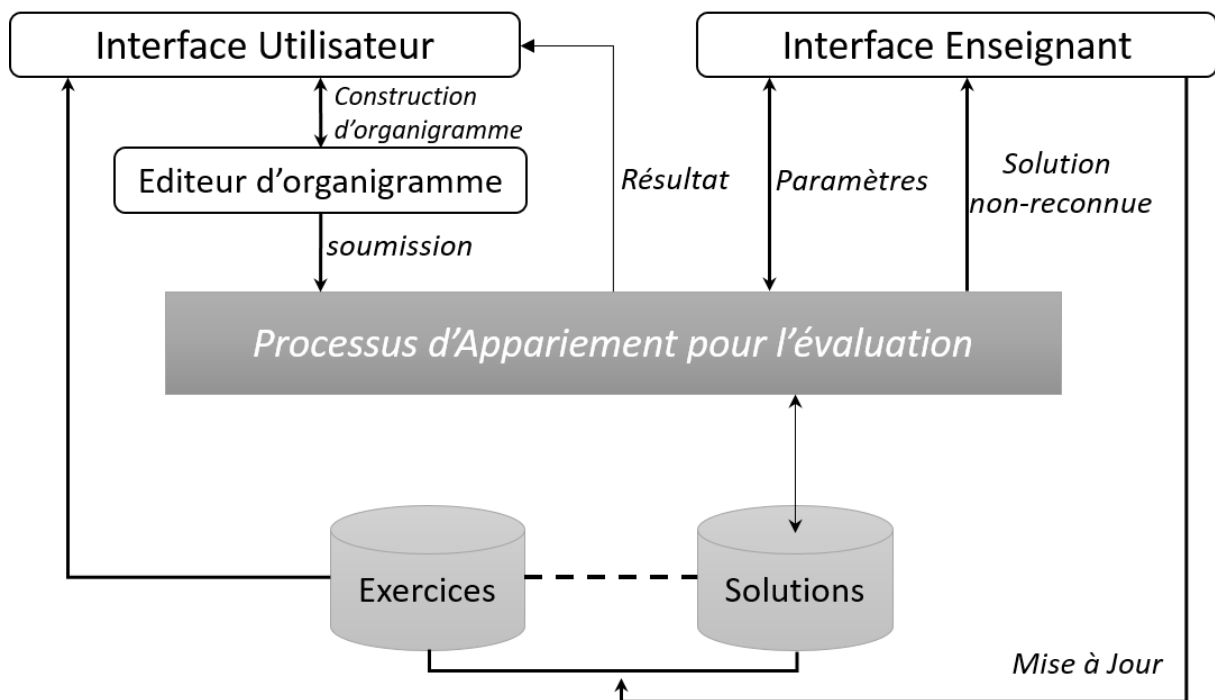 Interface Utilisateur
Interface Enseignant
Construction
d’organigramme
Editeur d’organigramme
Résultat
Paramètres
Solution
non-reconnue
soumission
Processus d’Appariement pour l’évaluation
Exercices
Solutions
Mise à Jour